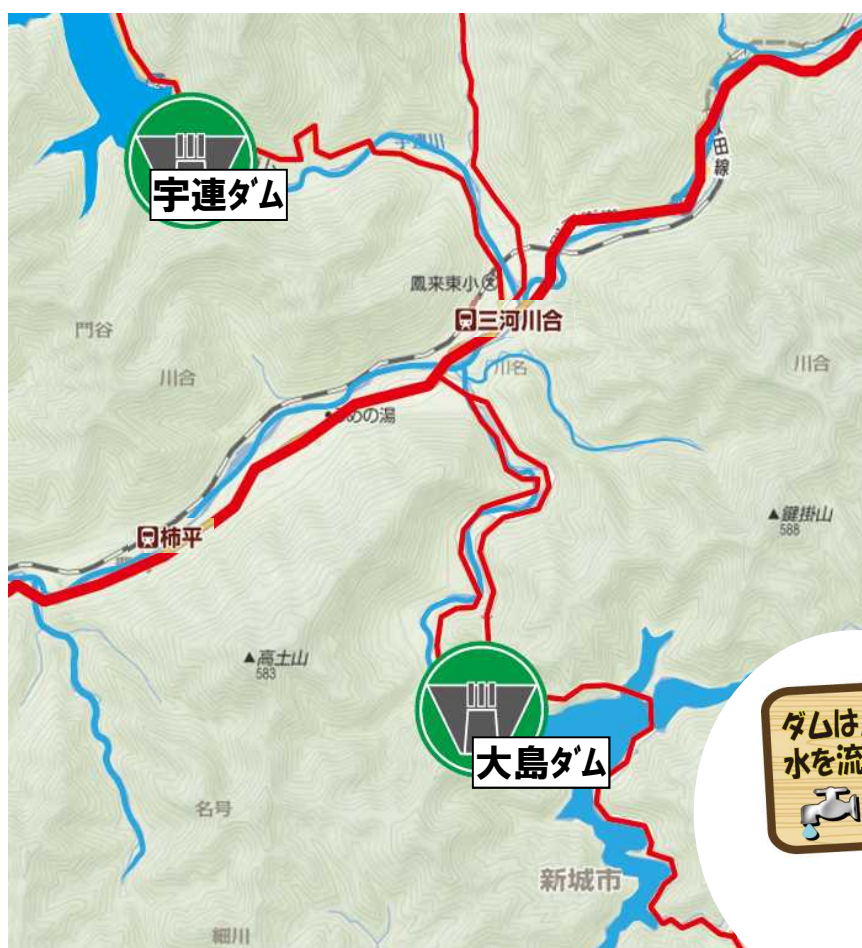 宇連川
宇連ダム
田線
鳳来東小
三河川合
門谷
川合
川名
川合
うめの湯
鍵掛山
588
柿平
高土山
583
大島ダム
ダムは
水を流
名号
新城市
細川